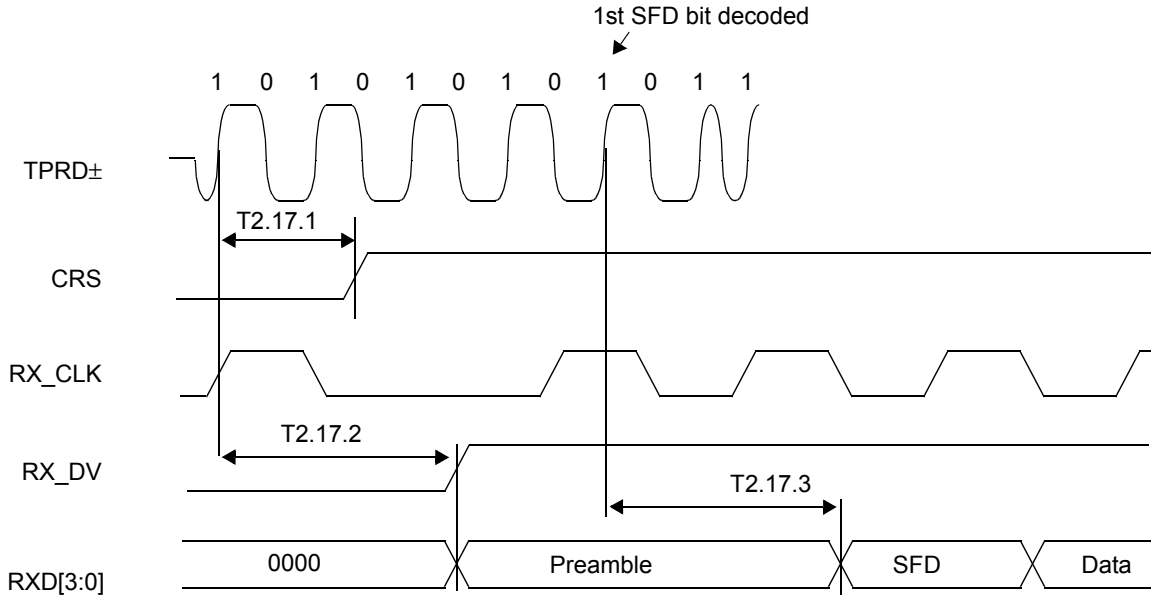 1st SFD bit decoded
1 0 1 0 1 0 1 0 1 0 1 1
TPRD±
T2.17.1
CRS
RX_CLK
T2.17.2
RX_DV
T2.17.3
RXD[3:0] 0000 Preamble SFD Data